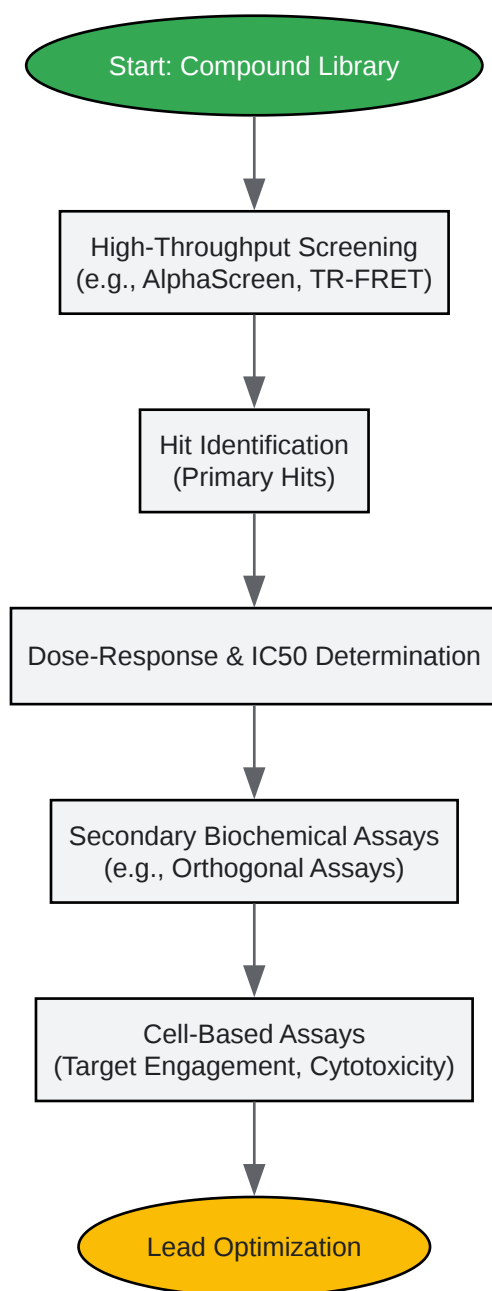 Start: Compound Library
High-Throughput Screening
(e.g., AlphaScreen, TR-FRET)
Hit Identification
(Primary Hits)
Dose-Response & IC50 Determination
Secondary Biochemical Assays
(e.g., Orthogonal Assays)
Cell-Based Assays
(Target Engagement, Cytotoxicity)
Lead Optimization